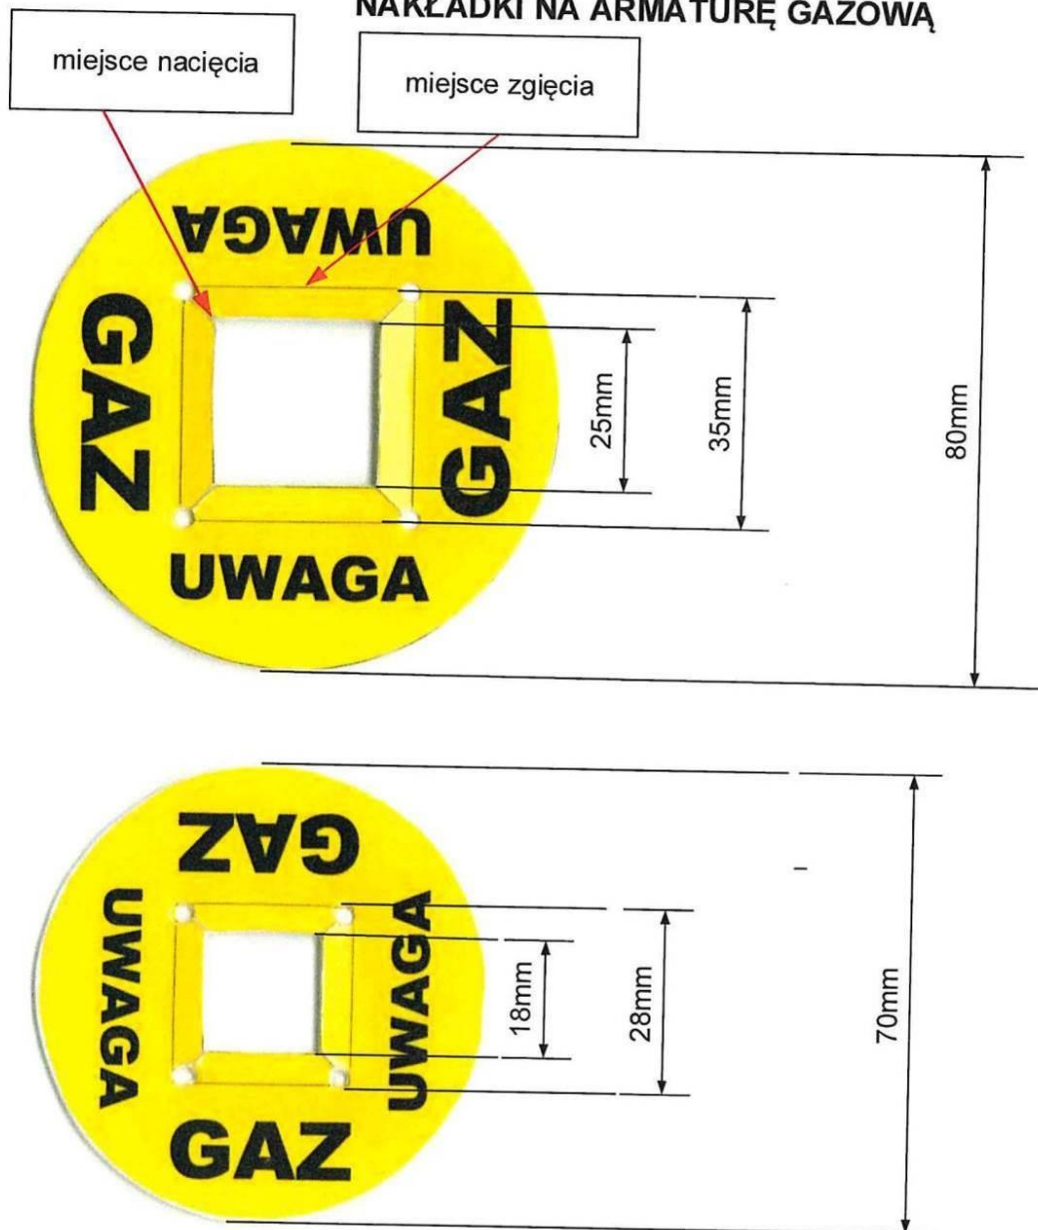 NAKŁADKI NA ARMATURĘ GAZOWĄ
miejsce nacięcia
miejsce zgięcia
UWAGA
GAZ
GAZ
UWAGA
25mm
35mm
80mm
GAZ
UWAGA
UWAGA
GAZ
18mm
28mm
70mm